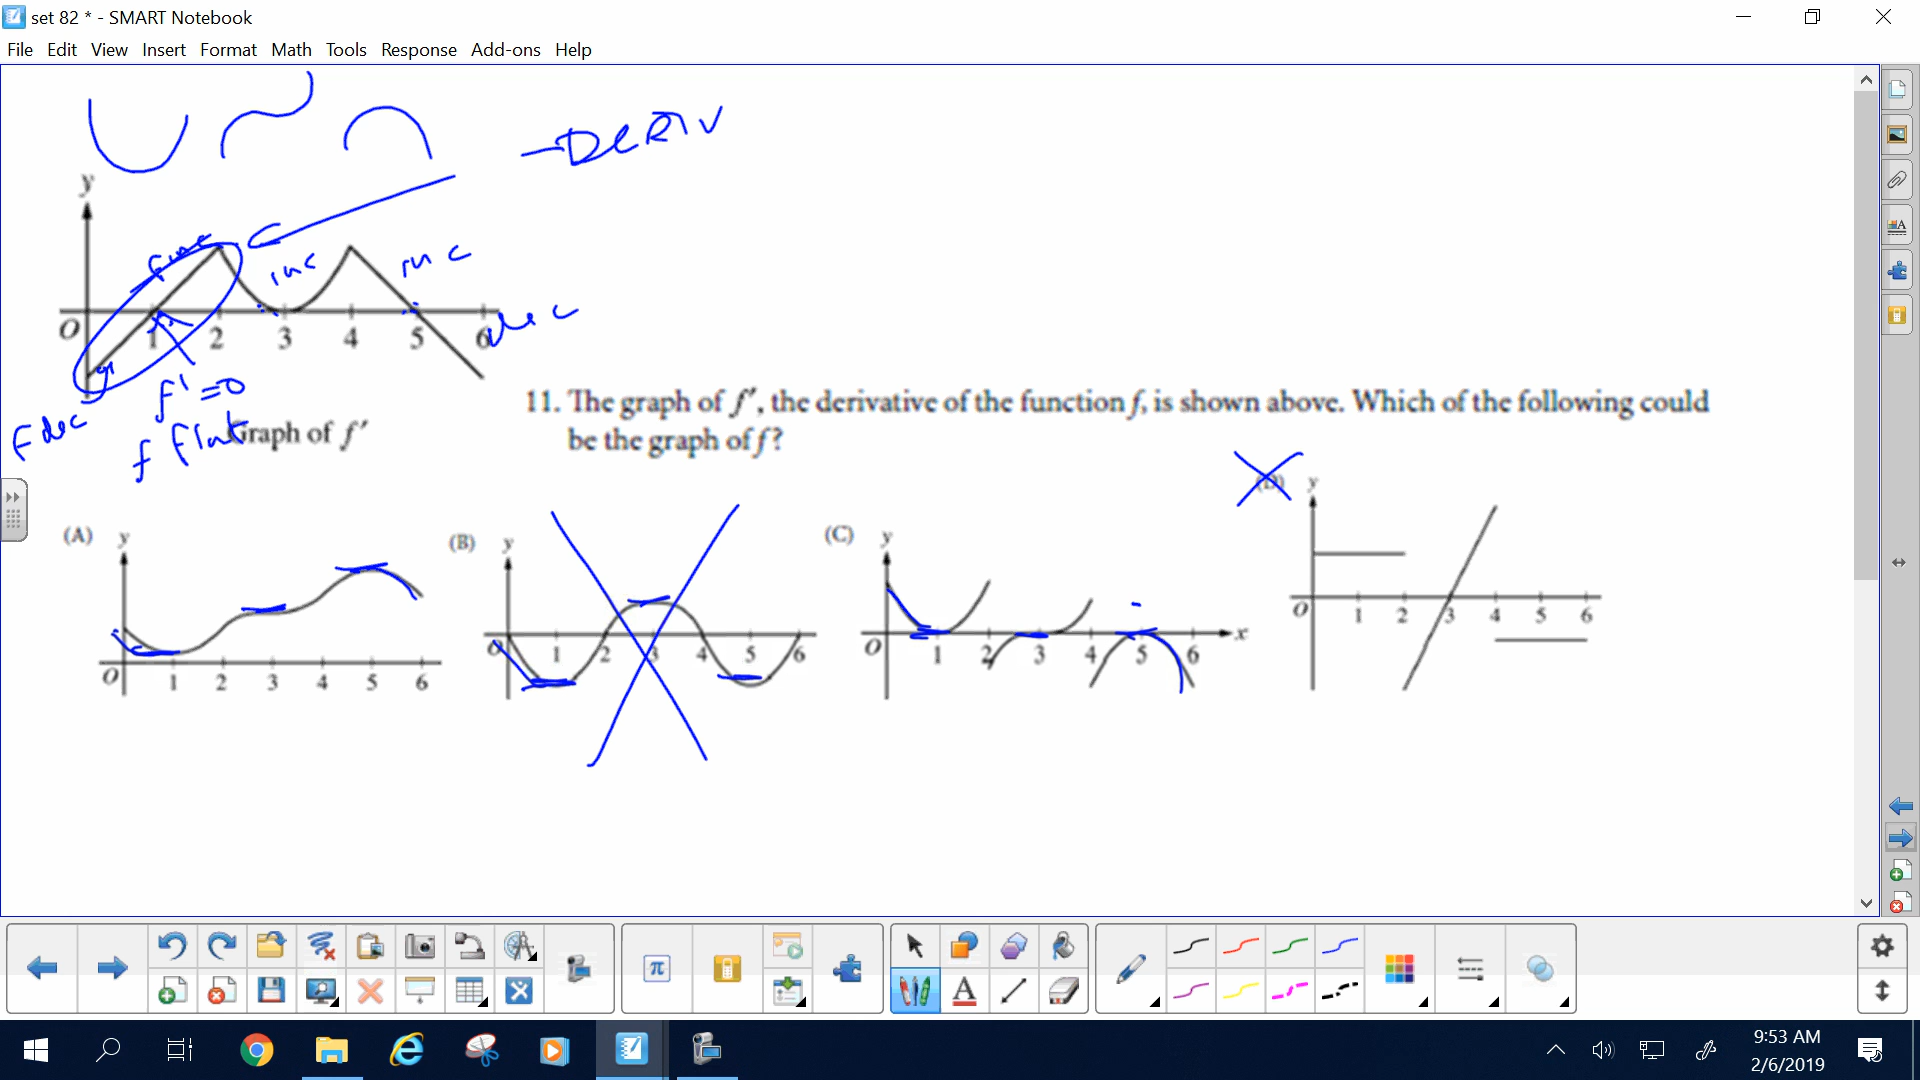 set 82 * - SMART Notebook
File Edit View Insert Format Math Tools Response Add-ons Help
DERIV
y
f inc
inc
inc
dec
O 1 2 3 4 5 6
f dec
f' = 0
f flat
Graph of f′
11. The graph of f′, the derivative of the function f, is shown above. Which of the following could
be the graph of f?
(A) y
O 1 2 3 4 5 6
(B) y
O 1 2 3 4 5 6
(C) y
O 1 2 3 4 5 6 x
(D) y
O 1 2 3 4 5 6
π
A
9:53 AM
2/6/2019